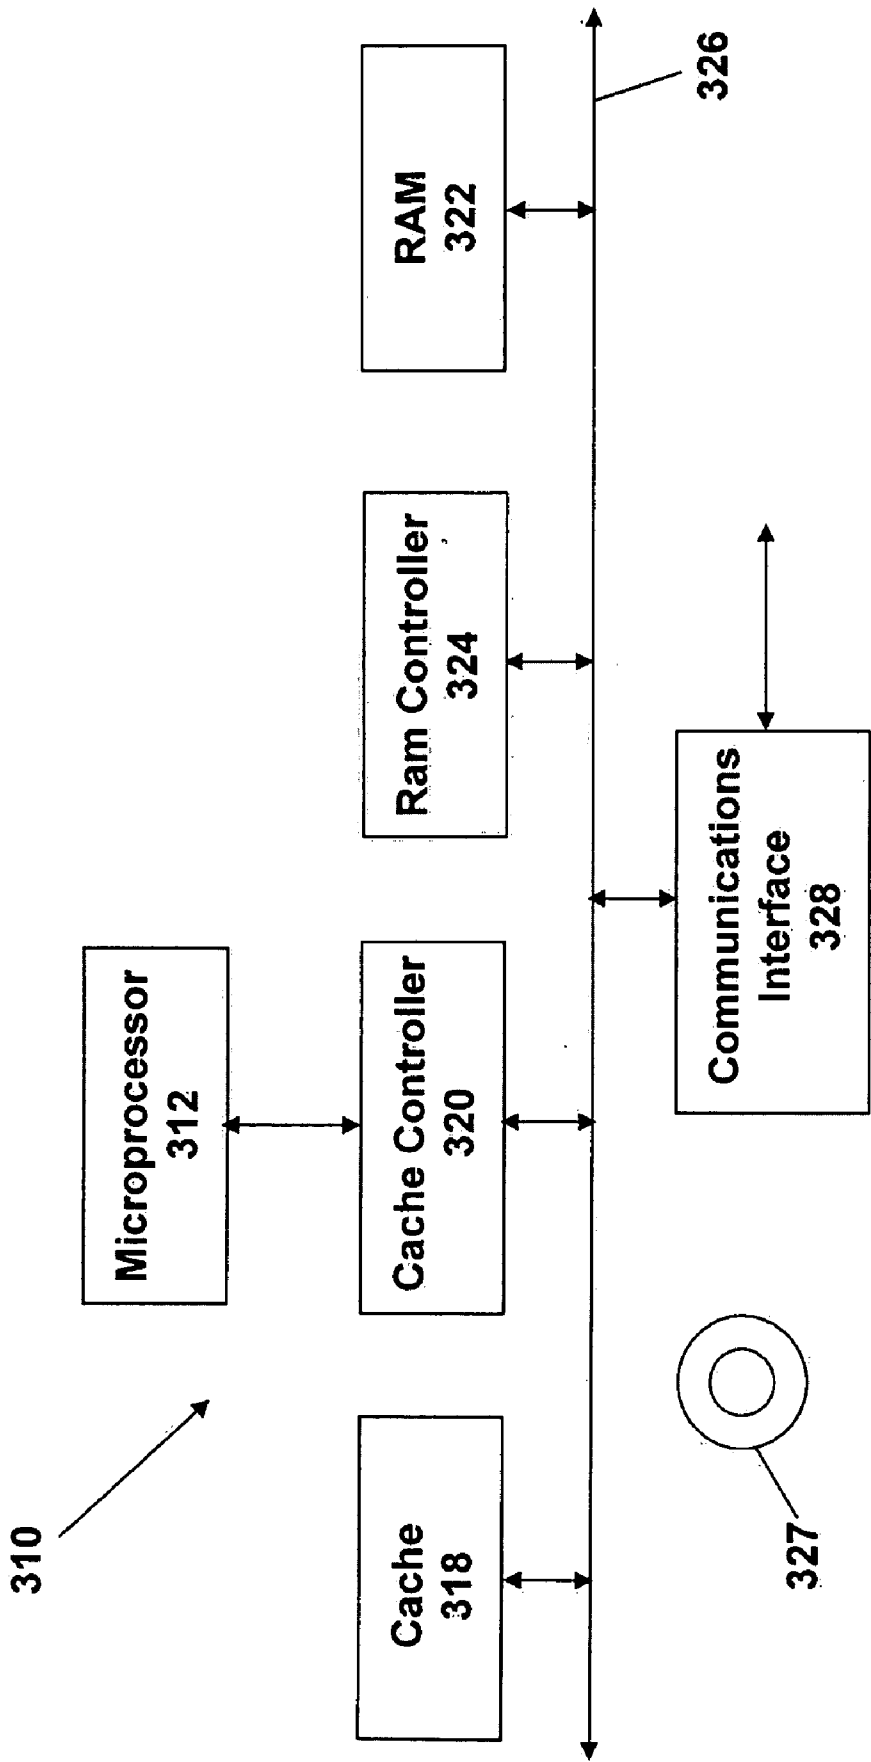 310
Microprocessor
312
Cache
318
Cache Controller
320
Ram Controller
324
RAM
322
326
327
Communications
Interface
328